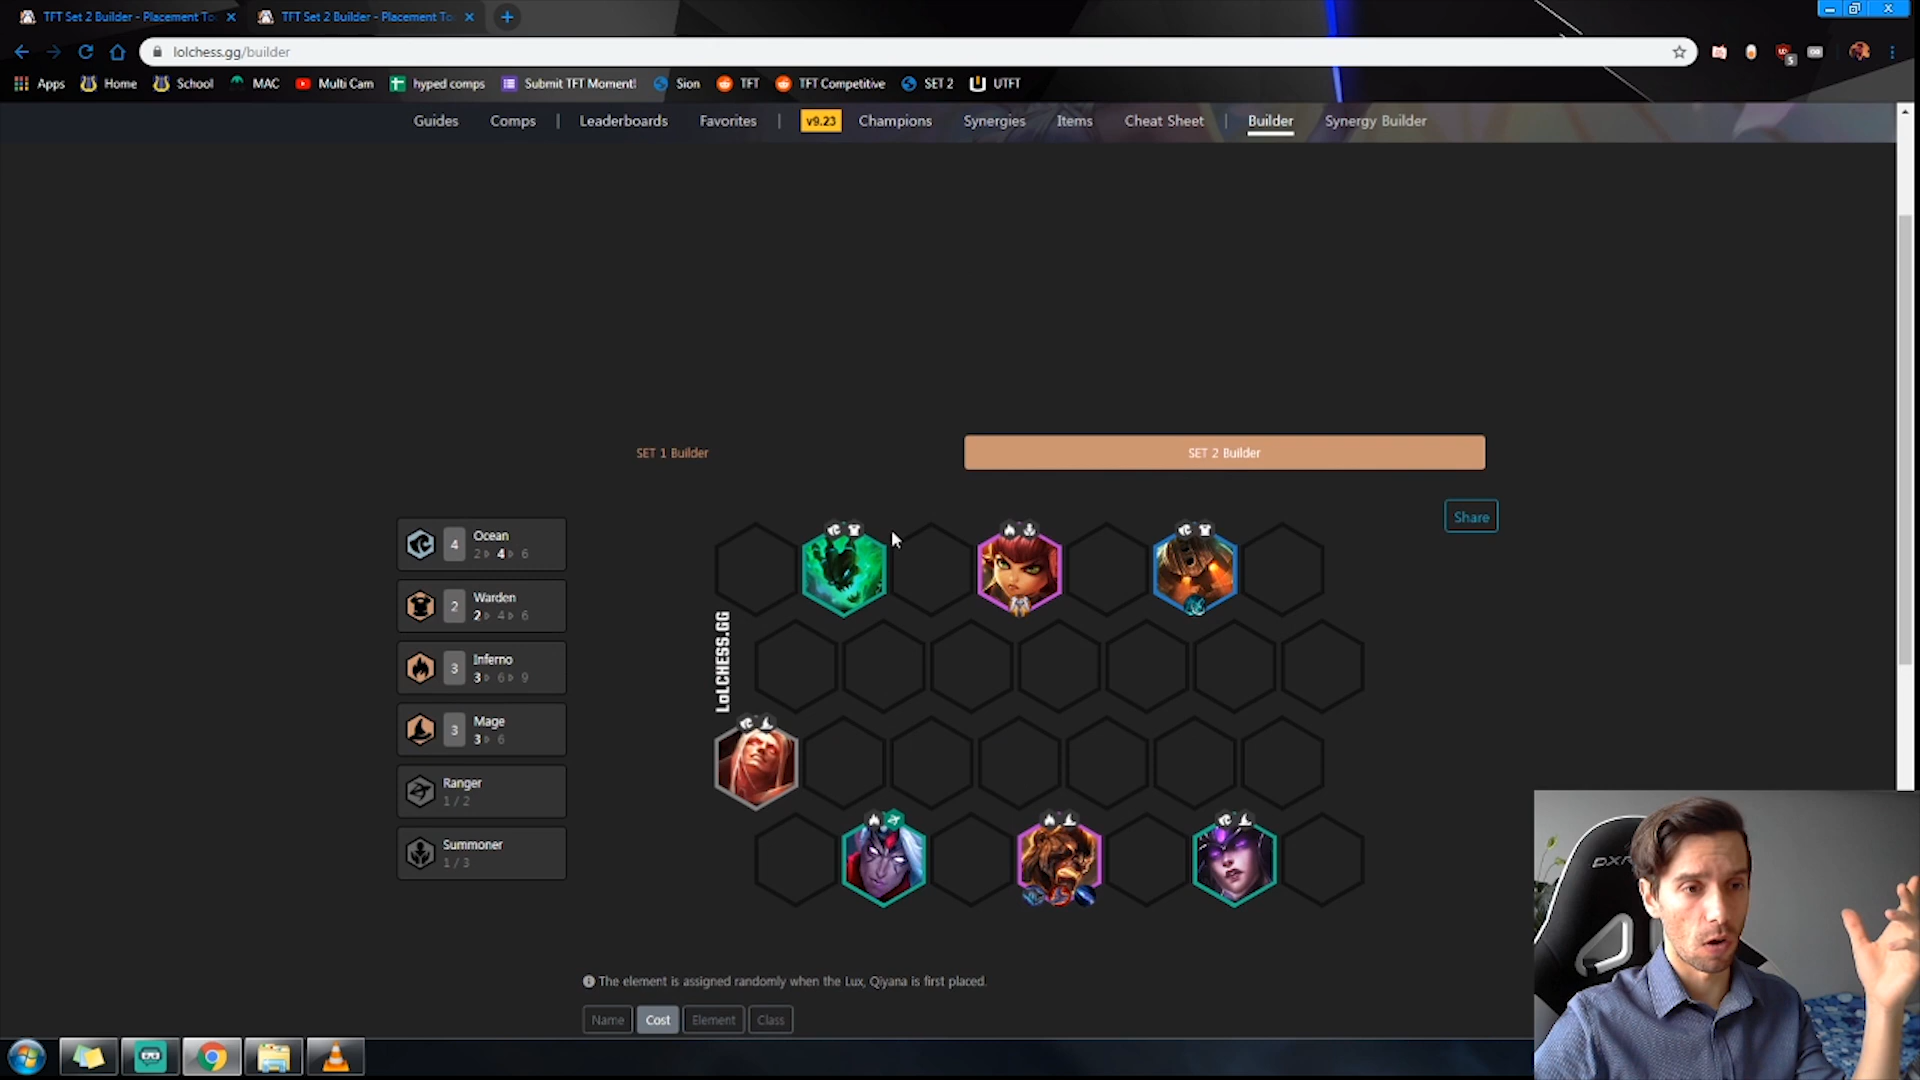 TFT Set 2 Builder - Placement To
TFT Set 2 Builder - Placement To
lolchess.gg/builder
Apps Home School MAC Multi Cam hyped comps Submit TFT Moment! Sion TFT TFT Competitive SET 2 UTFT
Guides Comps | Leaderboards Favorites | v9.23 Champions Synergies Items Cheat Sheet | Builder Synergy Builder
SET 1 Builder
SET 2 Builder
Share
4 Ocean
2 4 6
2 Warden
2 4 6
3 Inferno
3 6 9
3 Mage
3 6
Ranger
1 / 2
Summoner
1 / 3
LoLCHESS.GG
The element is assigned randomly when the Lux, Qiyana is first placed.
Name Cost Element Class